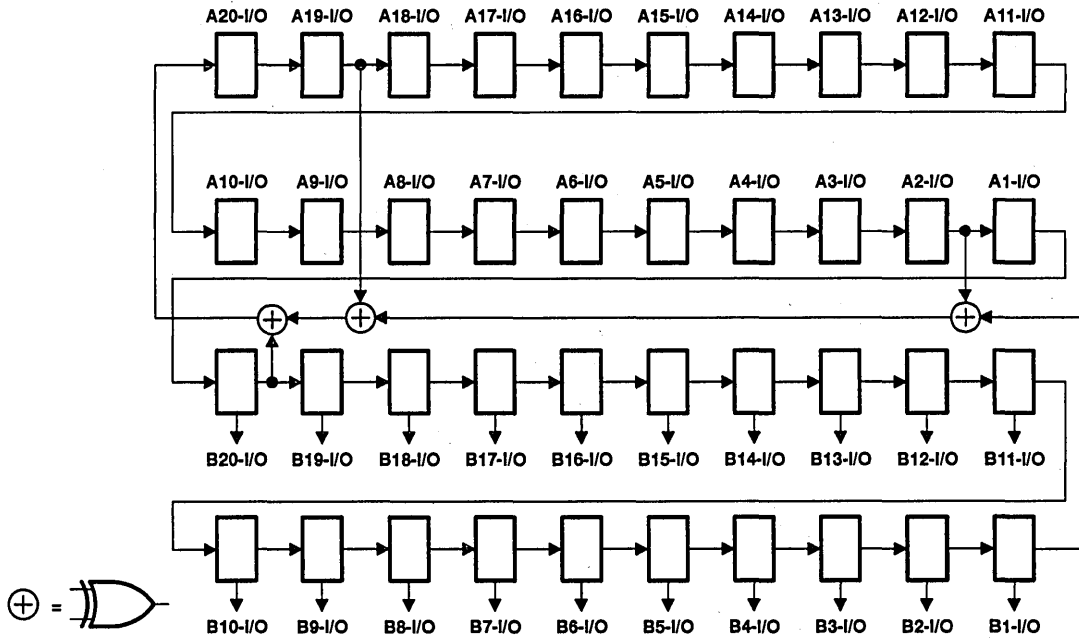 A20-I/O A19-I/O A18-I/O A17-I/O A16-I/O A15-I/O A14-I/O A13-I/O A12-I/O A11-I/O
A10-I/O A9-I/O A8-I/O A7-I/O A6-I/O A5-I/O A4-I/O A3-I/O A2-I/O A1-I/O
B20-I/O B19-I/O B18-I/O B17-I/O B16-I/O B15-I/O B14-I/O B13-I/O B12-I/O B11-I/O
=
B10-I/O B9-I/O B8-I/O B7-I/O B6-I/O B5-I/O B4-I/O B3-I/O B2-I/O B1-I/O